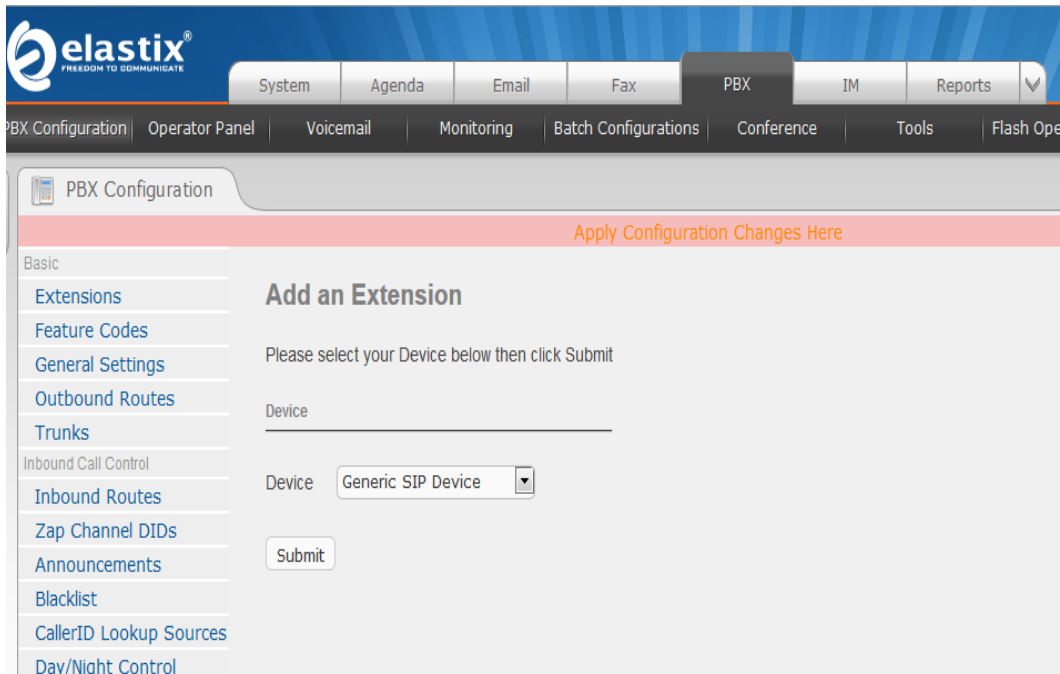 elastix®
FREEDOM TO COMMUNICATE
System Agenda Email Fax PBX IM Reports
PBX Configuration Operator Panel Voicemail Monitoring Batch Configurations Conference Tools Flash Ope
PBX Configuration
Apply Configuration Changes Here
Basic
Extensions
Feature Codes
General Settings
Outbound Routes
Trunks
Inbound Call Control
Inbound Routes
Zap Channel DIDs
Announcements
Blacklist
CallerID Lookup Sources
Day/Night Control
Add an Extension
Please select your Device below then click Submit
Device
Device Generic SIP Device
Submit